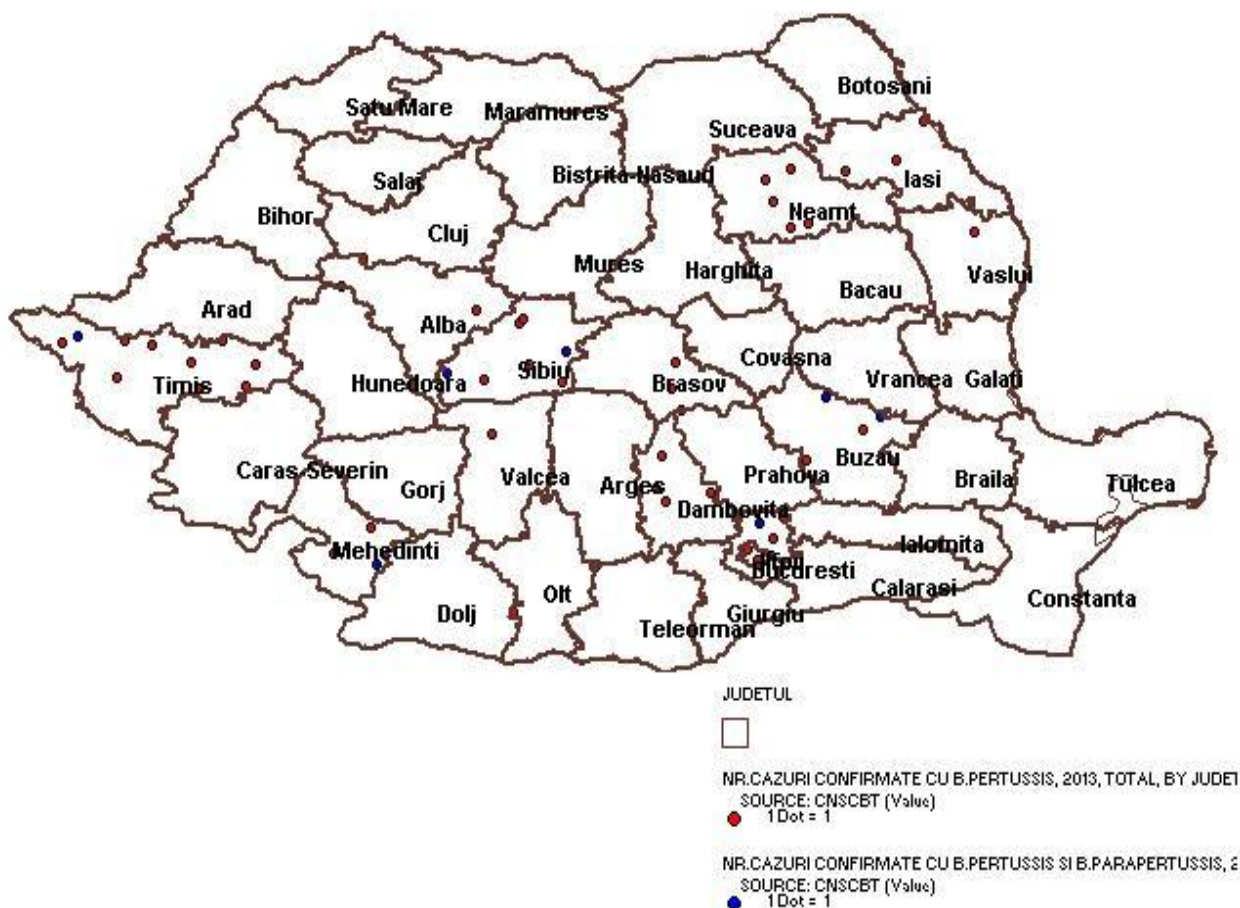 Botosani
Satu Mare
Maramures
Suceava
Iasi
Bistrita-Nasaud
Salaj
Neamt
Bihor
Cluj
Mures
Harghita
Vaslui
Bacau
Arad
Alba
Covasna
Timis
Hunedoara
Sibiu
Brasov
Vrancea
Galati
Caras-Severin
Gorj
Valcea
Arges
Prahova
Buzau
Braila
Tulcea
Dambovita
Mehedinti
Ialomita
Ilfov
Bucuresti
Calarasi
Constanta
Dolj
Olt
Teleorman
Giurgiu
JUDETUL
NR.CAZURI CONFIRMATE CU B.PERTUSSIS, 2013, TOTAL, BY JUDET
SOURCE: CNSCBT (Value)
1 Dot = 1
NR.CAZURI CONFIRMATE CU B.PERTUSSIS SI B.PARAPERTUSSIS, 2
SOURCE: CNSCBT (Value)
1 Dot = 1